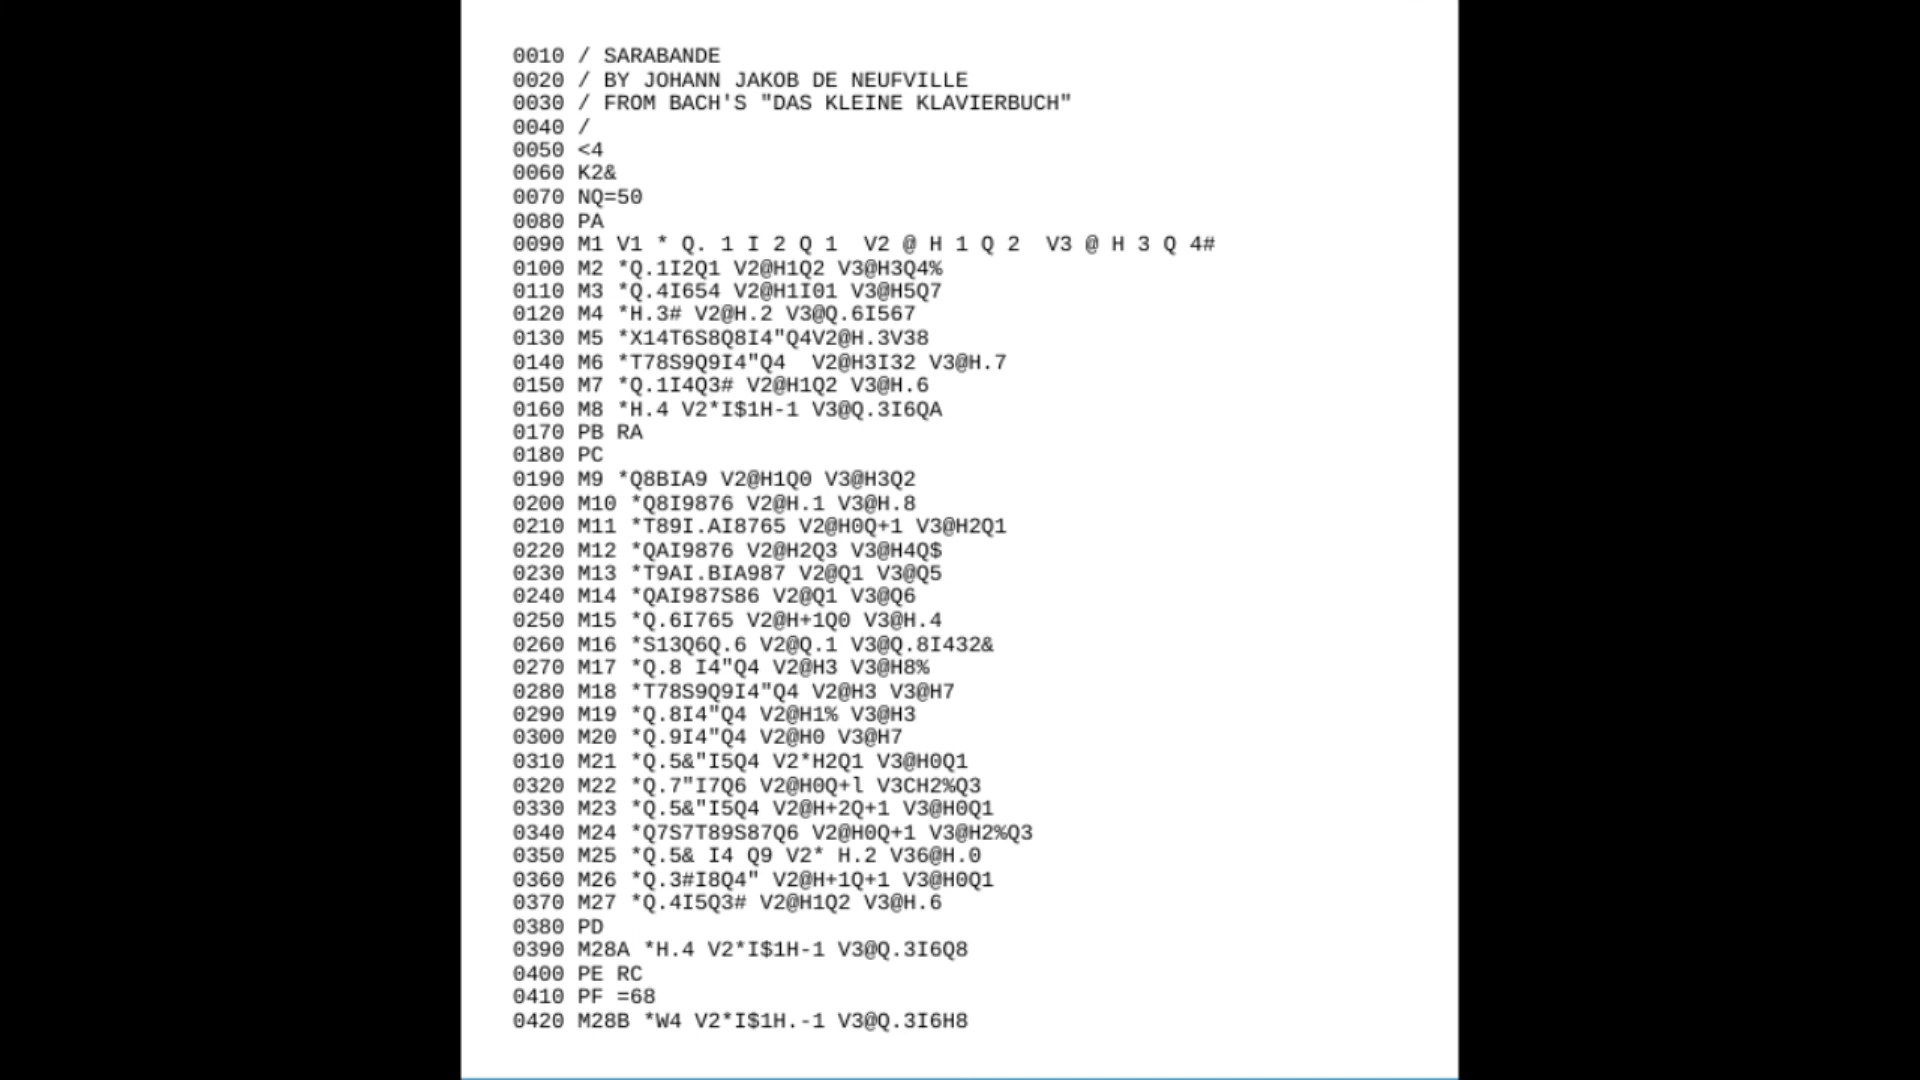 0010 / SARABANDE
0020 / BY JOHANN JAKOB DE NEUFVILLE
0030 / FROM BACH'S "DAS KLEINE KLAVIERBUCH"
0040 /
0050 <4
0060 K2&
0070 NQ=50
0080 PA
0090 M1 V1 * Q. 1 I 2 Q 1  V2 @ H 1 Q 2  V3 @ H 3 Q 4#
0100 M2 *Q.1I2Q1 V2@H1Q2 V3@H3Q4%
0110 M3 *Q.4I654 V2@H1I01 V3@H5Q7
0120 M4 *H.3# V2@H.2 V3@Q.6I567
0130 M5 *X14T6S8Q8I4"Q4V2@H.3V38
0140 M6 *T78S9Q9I4"Q4  V2@H3I32 V3@H.7
0150 M7 *Q.1I4Q3# V2@H1Q2 V3@H.6
0160 M8 *H.4 V2*I$1H-1 V3@Q.3I6QA
0170 PB RA
0180 PC
0190 M9 *Q8BIA9 V2@H1Q0 V3@H3Q2
0200 M10 *Q8I9876 V2@H.1 V3@H.8
0210 M11 *T89I.AI8765 V2@H0Q+1 V3@H2Q1
0220 M12 *QAI9876 V2@H2Q3 V3@H4Q$
0230 M13 *T9AI.BIA987 V2@Q1 V3@Q5
0240 M14 *QAI987S86 V2@Q1 V3@Q6
0250 M15 *Q.6I765 V2@H+1Q0 V3@H.4
0260 M16 *S13Q6Q.6 V2@Q.1 V3@Q.8I432&
0270 M17 *Q.8 I4"Q4 V2@H3 V3@H8%
0280 M18 *T78S9Q9I4"Q4 V2@H3 V3@H7
0290 M19 *Q.8I4"Q4 V2@H1% V3@H3
0300 M20 *Q.9I4"Q4 V2@H0 V3@H7
0310 M21 *Q.5&"I5Q4 V2*H2Q1 V3@H0Q1
0320 M22 *Q.7"I7Q6 V2@H0Q+l V3CH2%Q3
0330 M23 *Q.5&"I5Q4 V2@H+2Q+1 V3@H0Q1
0340 M24 *Q7S7T89S87Q6 V2@H0Q+1 V3@H2%Q3
0350 M25 *Q.5& I4 Q9 V2* H.2 V36@H.0
0360 M26 *Q.3#I8Q4" V2@H+1Q+1 V3@H0Q1
0370 M27 *Q.4I5Q3# V2@H1Q2 V3@H.6
0380 PD
0390 M28A *H.4 V2*I$1H-1 V3@Q.3I6Q8
0400 PE RC
0410 PF =68
0420 M28B *W4 V2*I$1H.-1 V3@Q.3I6H8